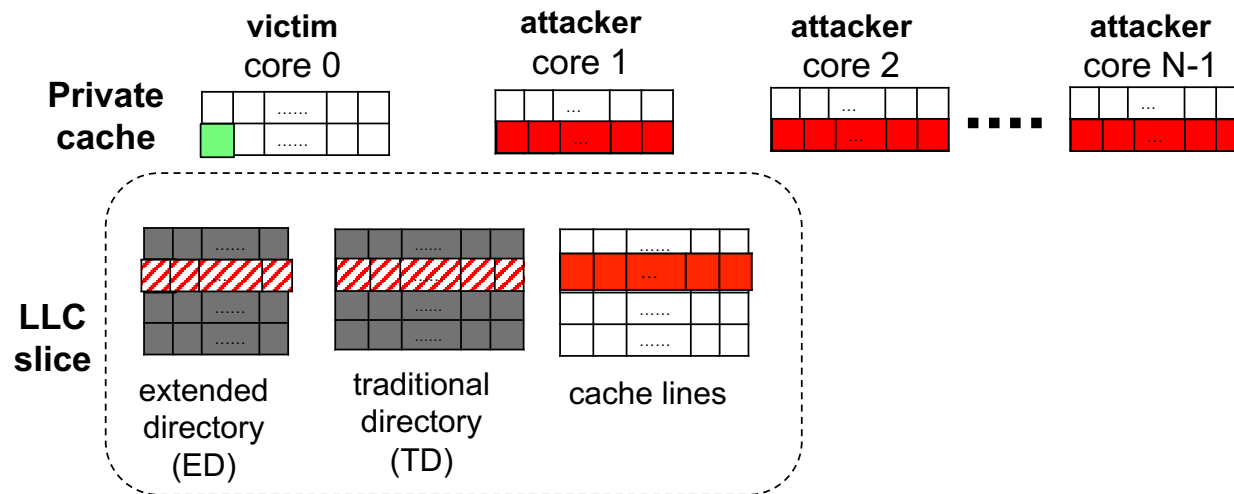 victim
core 0
attacker
core 1
attacker
core 2
attacker
core N-1
Private
cache
......
......
...
...
...
...
...
...
LLC
slice
......
...
......
......
extended
directory
(ED)
......
......
......
......
traditional
directory
(TD)
......
...
......
......
cache lines